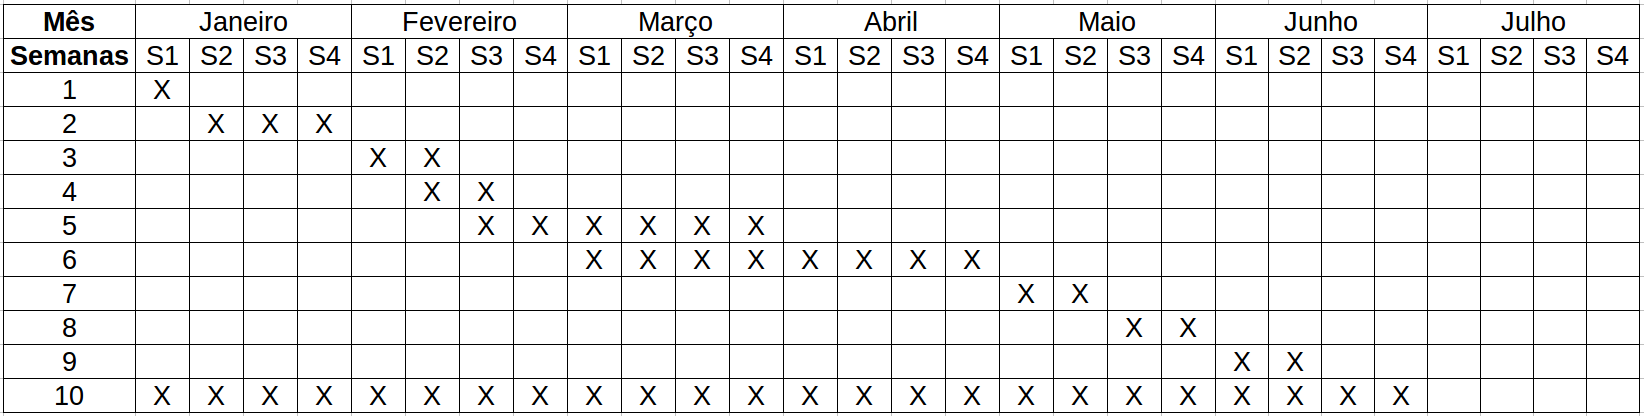 Mês Janeiro Fevereiro Março Abril Maio Junho Julho
Semanas S1 S2 S3 S4 S1 S2 S3 S4 S1 S2 S3 S4 S1 S2 S3 S4 S1 S2 S3 S4 S1 S2 S3 S4 S1 S2 S3 S4
1 X
2 X X X
3 X X
4 X X
5 X X X X X X
6 X X X X X X X X
7 X X
8 X X
9 X X
10 X X X X X X X X X X X X X X X X X X X X X X X X